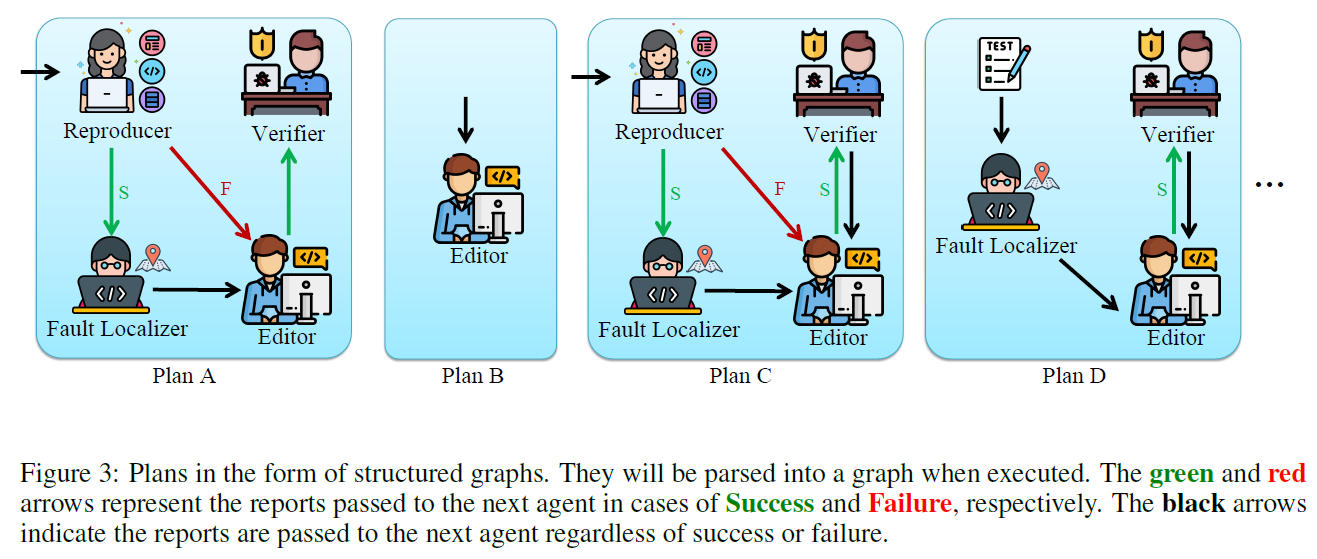 TEST
Reproducer
Verifier
Reproducer
Verifier
Verifier
S
F
S
F
S
S
Fault Localizer
Editor
Editor
Fault Localizer
Editor
Fault Localizer
Editor
...
Plan A
Plan B
Plan C
Plan D
Figure 3: Plans in the form of structured graphs. They will be parsed into a graph when executed. The green and red
arrows represent the reports passed to the next agent in cases of Success and Failure, respectively. The black arrows
indicate the reports are passed to the next agent regardless of success or failure.